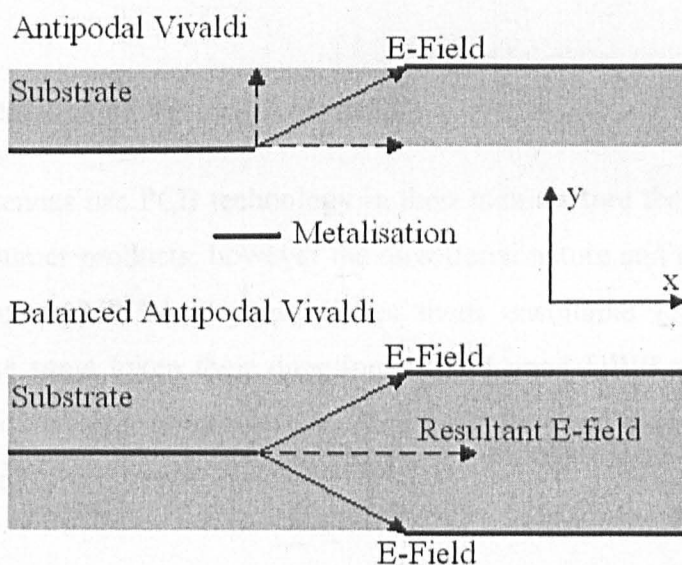 Antipodal Vivaldi
E-Field
Substrate
y
Metalisation
x
Balanced Antipodal Vivaldi
E-Field
Substrate
Resultant E-field
E-Field